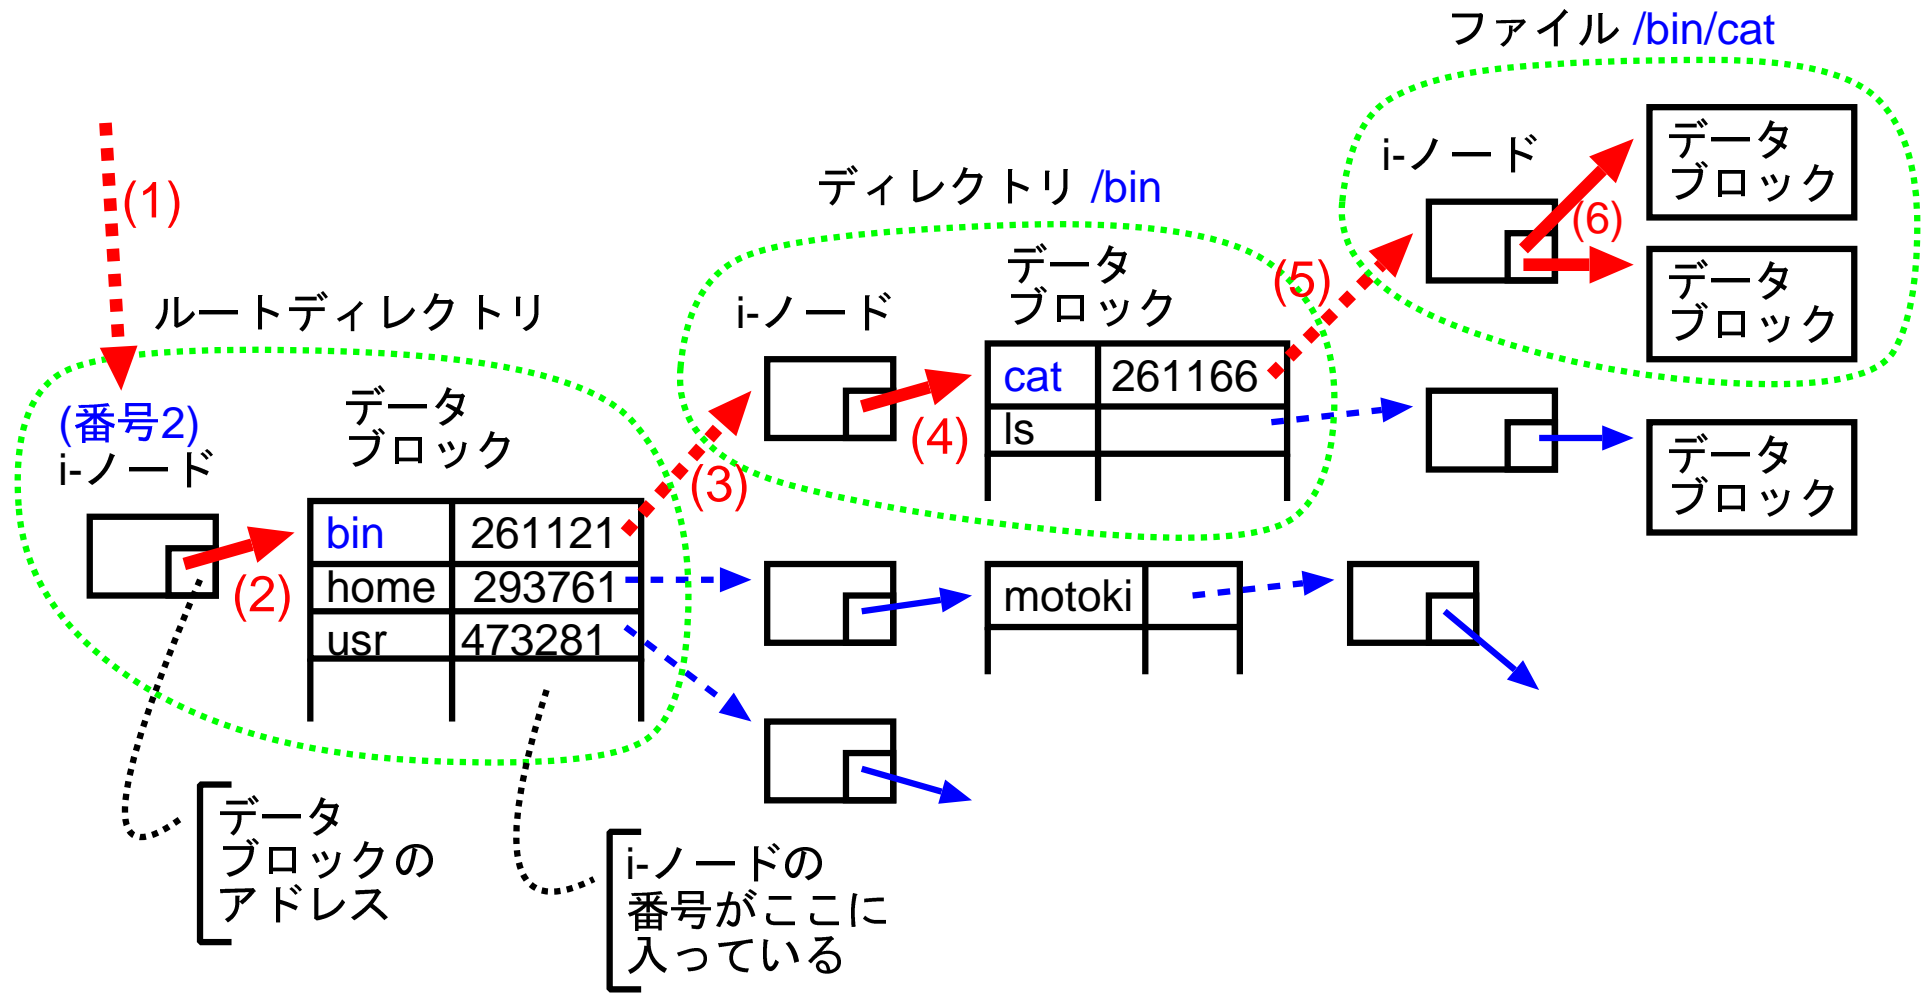 ファイル /bin/cat
i-ノード
データ
ブロック
(6)
データ
ブロック
(1)
ディレクトリ /bin
データ
ブロック
i-ノード
(5)
cat 261166
ls
(4)
データ
ブロック
ルートディレクトリ
(番号2)
i-ノード
データ
ブロック
(3)
bin 261121
home 293761
usr 473281
(2)
motoki
データ
ブロックの
アドレス
i-ノードの
番号がここに
入っている